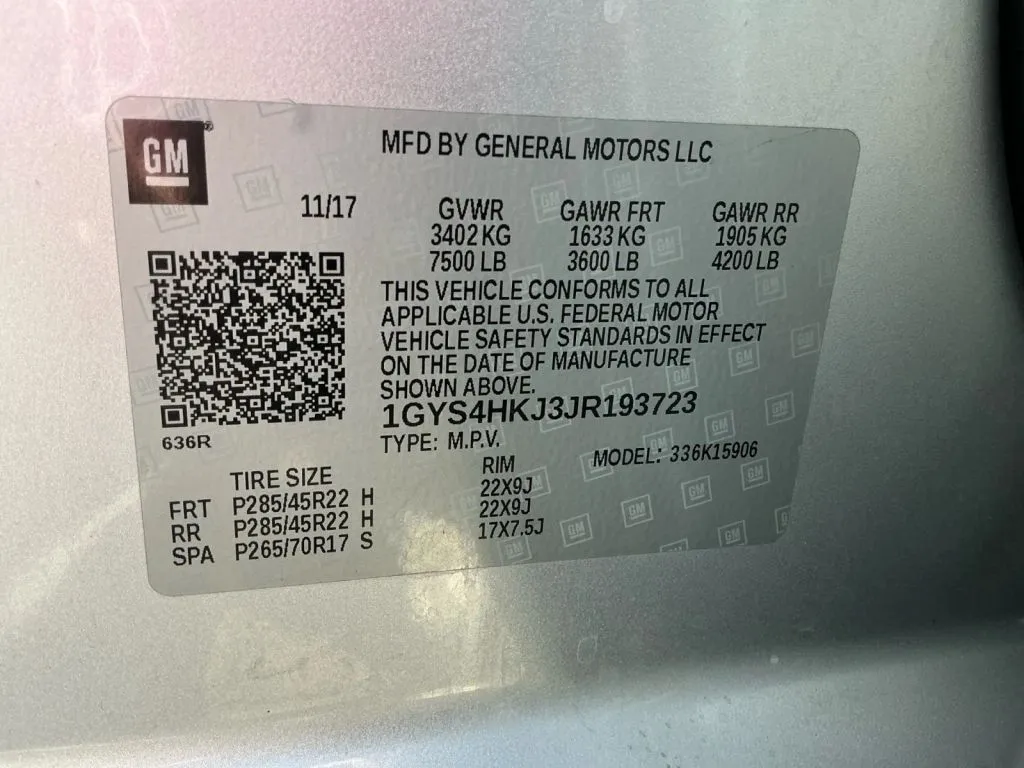 GM
MFD BY GENERAL MOTORS LLC
11/17 GVWR GAWR FRT GAWR RR
3402 KG 1633 KG 1905 KG
7500 LB 3600 LB 4200 LB
THIS VEHICLE CONFORMS TO ALL
APPLICABLE U.S. FEDERAL MOTOR
VEHICLE SAFETY STANDARDS IN EFFECT
ON THE DATE OF MANUFACTURE
SHOWN ABOVE.
1GYS4HKJ3JR193723
636R
TYPE: M.P.V. MODEL: 336K15906
TIRE SIZE RIM
FRT P285/45R22 H 22X9J
RR P285/45R22 H 22X9J
SPA P265/70R17 S 17X7.5J